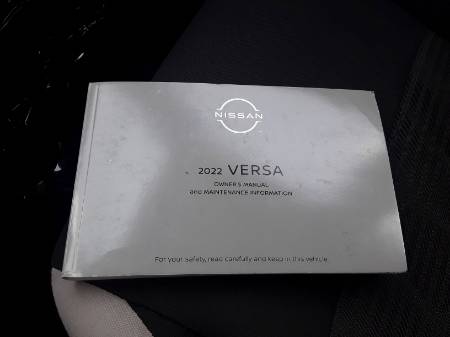 NISSAN
2022 VERSA
OWNER'S MANUAL
and MAINTENANCE INFORMATION
For your safety, read carefully and keep in this vehicle.